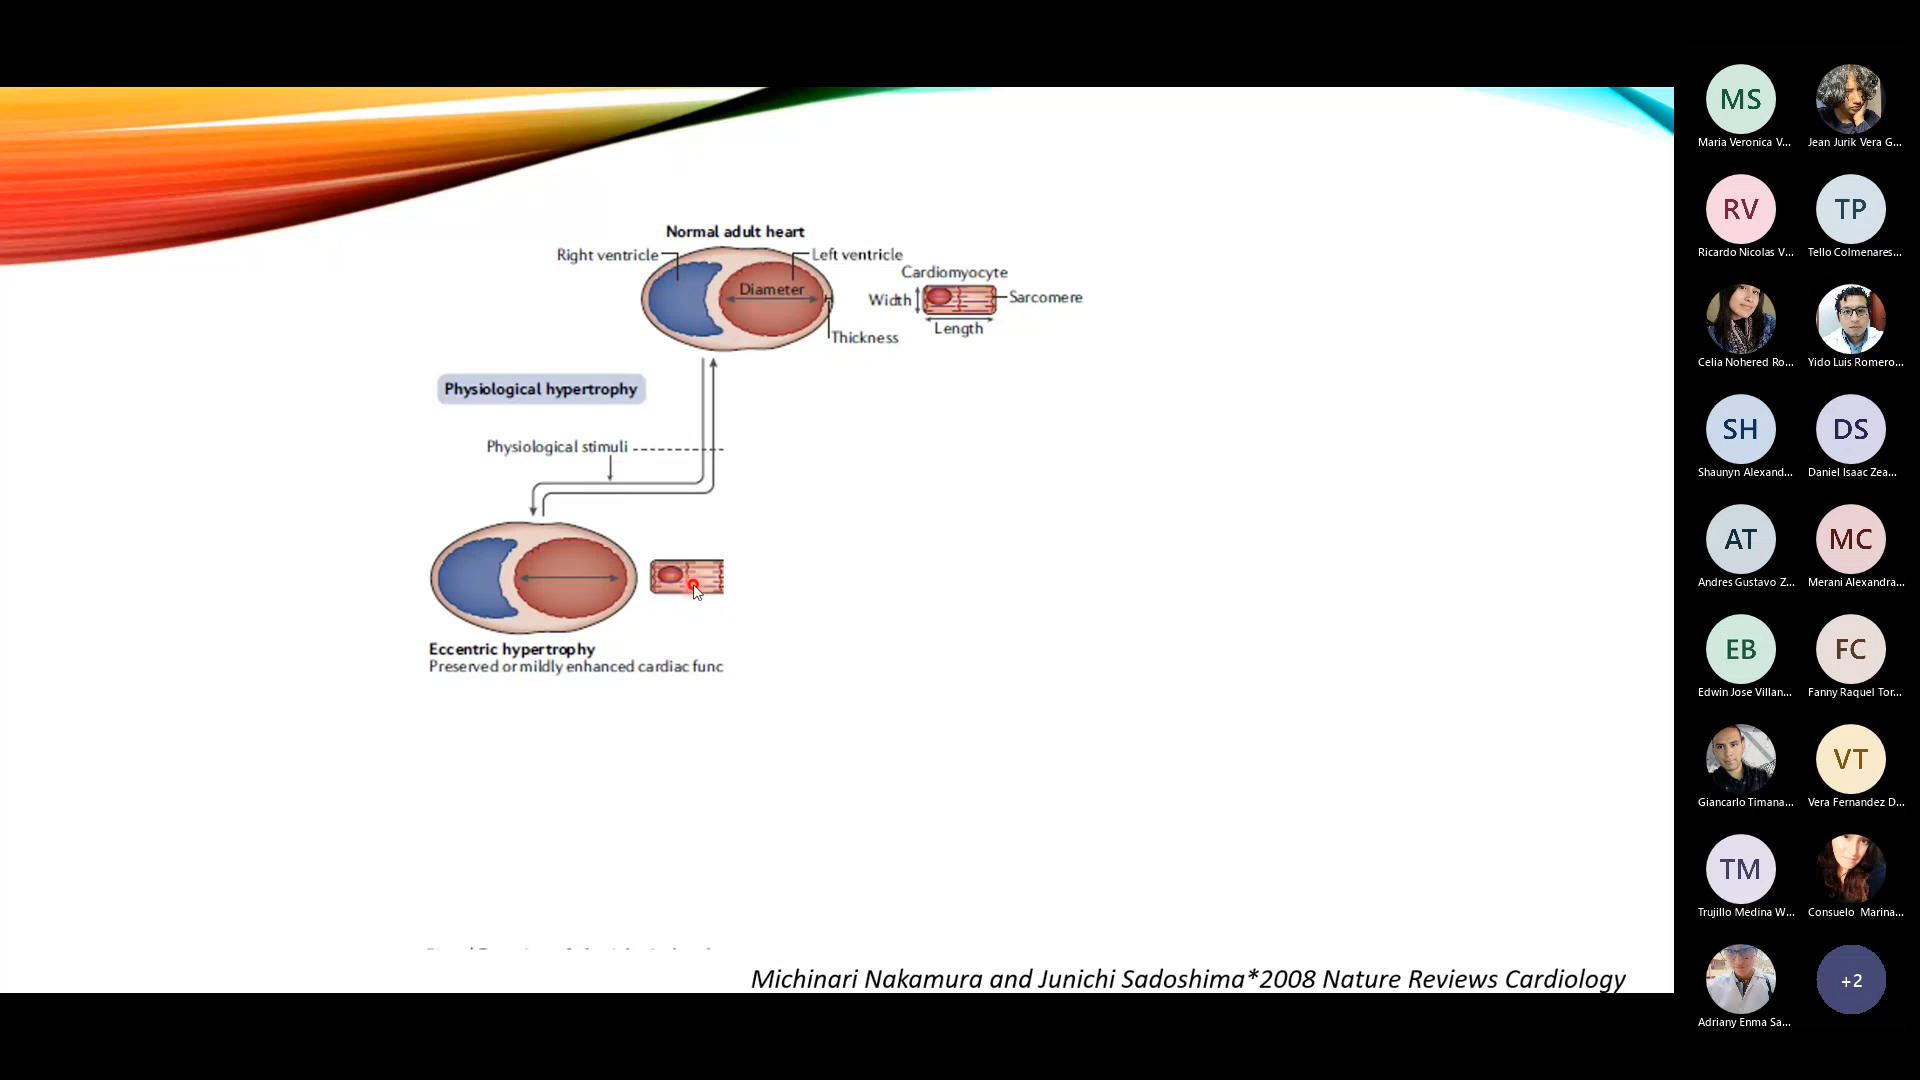 Normal adult heart
Right ventricle
Left ventricle
Diameter
Thickness
Cardiomyocyte
Width
Sarcomere
Length
Physiological hypertrophy
Physiological stimuli
Eccentric hypertrophy
Preserved or mildly enhanced cardiac func
Michinari Nakamura and Junichi Sadoshima*2008 Nature Reviews Cardiology
MS
Maria Veronica V...
Jean Jurik Vera G...
RV
Ricardo Nicolas V...
TP
Tello Colmenares...
Celia Nohered Ro...
Yido Luis Romero...
SH
Shaunyn Alexand...
DS
Daniel Isaac Zea...
AT
Andres Gustavo Z...
MC
Merani Alexandra...
EB
Edwin Jose Villan...
FC
Fanny Raquel Tor...
Giancarlo Timana...
VT
Vera Fernandez D...
TM
Trujillo Medina W...
Consuelo Marina...
Adriany Enma Sa...
+2